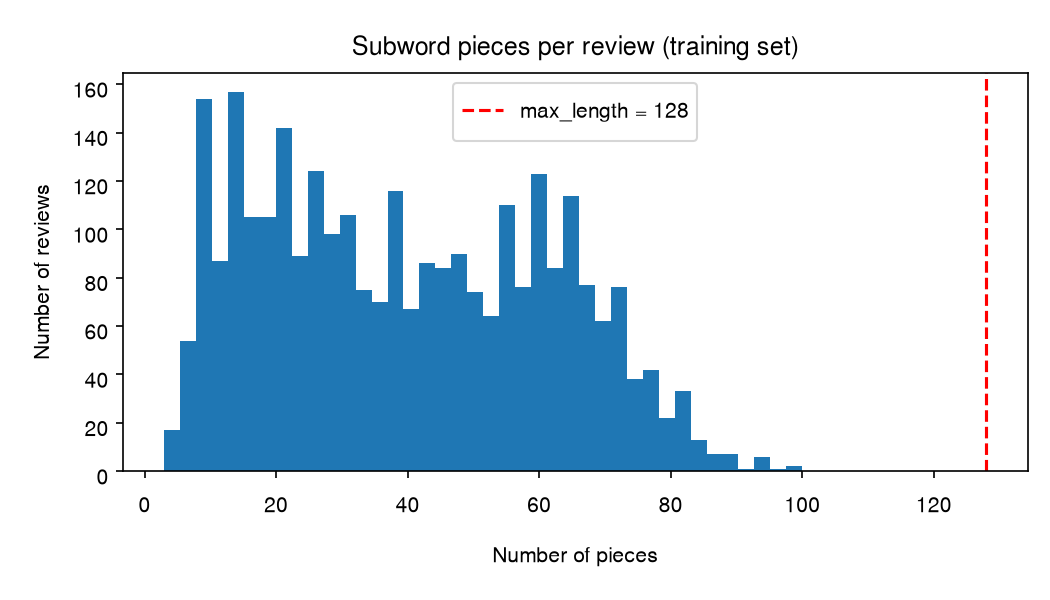 Subword pieces per review (training set)
max_length = 128
Number of reviews
160
140
120
100
80
60
40
20
0
0 20 40 60 80 100 120
Number of pieces